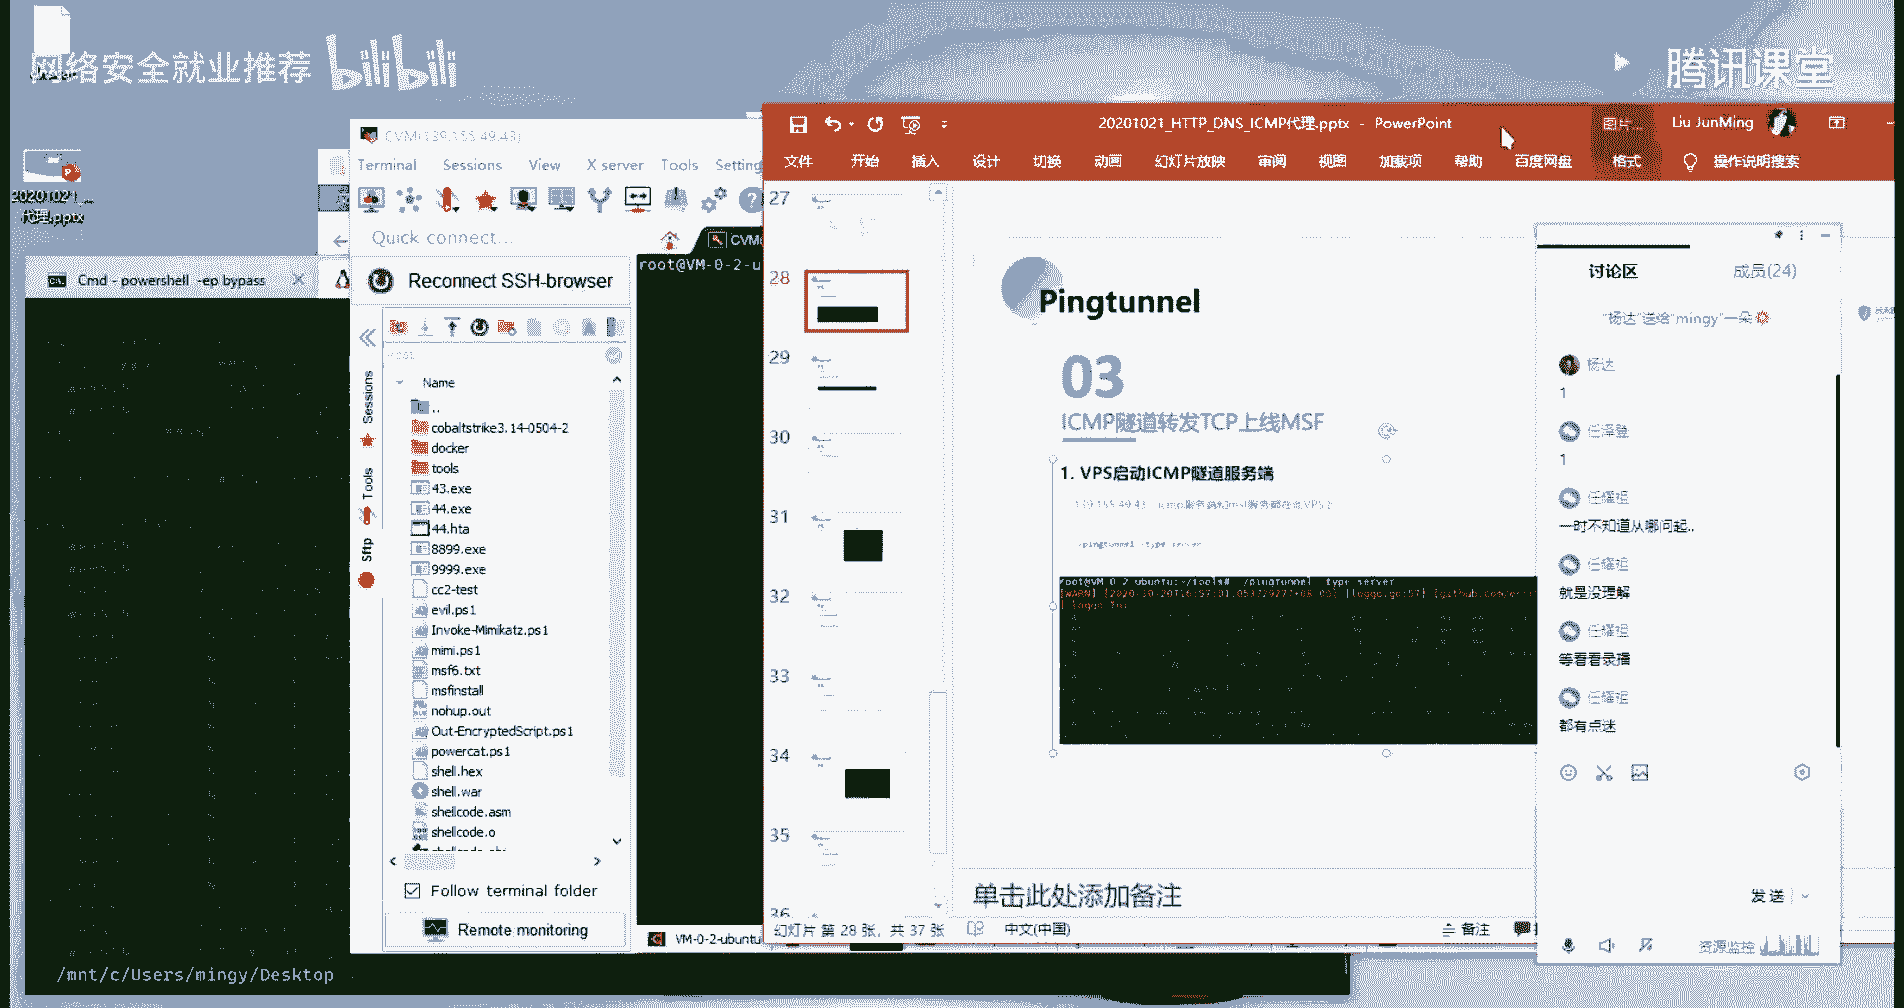 网络安全就业推荐 bilibili
腾讯课堂
20201021_...
代理.pptx
Cmd - powershell -ep bypass
/mnt/c/Users/mingy/Desktop
CVM(139.155.49.43)
Terminal Sessions View X server Tools Setting
Quick connect...
Reconnect SSH-browser
Sessions
Tools
Sftp
Name
..
cobaltstrike3.14-0504-2
docker
tools
43.exe
44.exe
44.hta
8899.exe
9999.exe
cc2-test
evil.ps1
Invoke-Mimikatz.ps1
mimi.ps1
msf6.txt
msfinstall
nohup.out
Out-EncryptedScript.ps1
powercat.ps1
shell.hex
shell.war
shellcode.asm
shellcode.o
Follow terminal folder
Remote monitoring
CVM
root@VM-0-2-u
VM-0-2-ubuntu
20201021_HTTP_DNS_ICMP代理.pptx - PowerPoint
图片...
Liu JunMing
文件 开始 插入 设计 切换 动画 幻灯片放映 审阅 视图 加载项 帮助 百度网盘 格式 操作说明搜索
27
28
29
30
31
32
33
34
35
36
Pingtunnel
03
ICMP隧道转发TCP上线MSF
1. VPS启动ICMP隧道服务端
root@VM-0-2-ubuntu:~/tools# ./pingtunnel -type server
单击此处添加备注
幻灯片 第 28 张，共 37 张 中文(中国) 备注
讨论区 成员(24)
"杨达"送给"mingy"一朵
杨达
1
任泽登
1
任耀祖
一时不知道从哪问起..
任耀祖
就是没理解
任耀祖
等看看录播
任耀祖
都有点迷
发送
资源监控